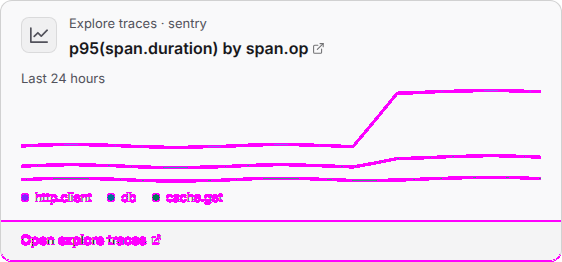 Explore traces · sentry
p95(span.duration) by span.op
Last 24 hours
http.client db cache.get
Open explore traces